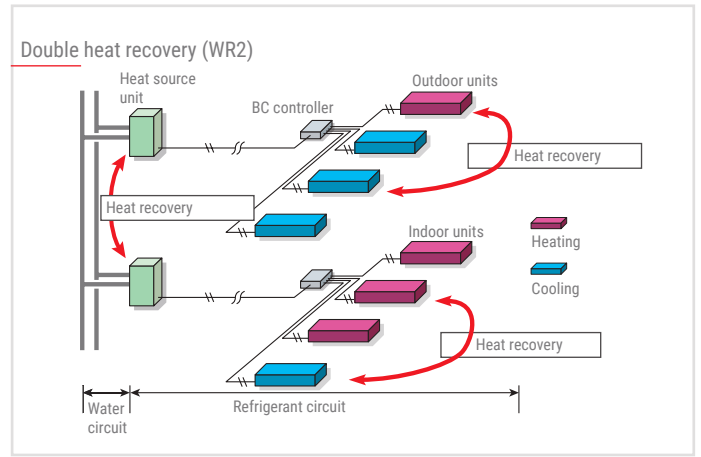 Double heat recovery (WR2)
Heat source
unit
Outdoor units
BC controller
Heat recovery
Heat recovery
Indoor units
Heating
Cooling
Heat recovery
Water
circuit
Refrigerant circuit